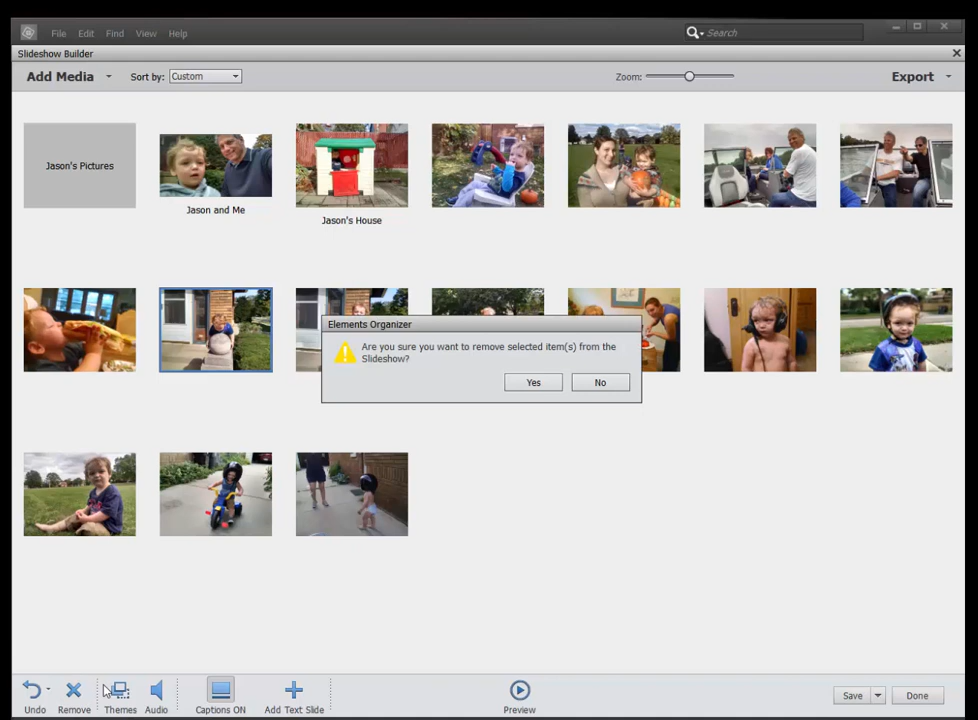 File Edit Find View Help
Search
Slideshow Builder
Add Media
Sort by: Custom
Zoom:
Export
Jason's Pictures
Jason and Me
Jason's House
Elements Organizer
Are you sure you want to remove selected item(s) from the
Slideshow?
Yes
No
Undo
Remove
Themes
Audio
Captions ON
Add Text Slide
Preview
Save
Done